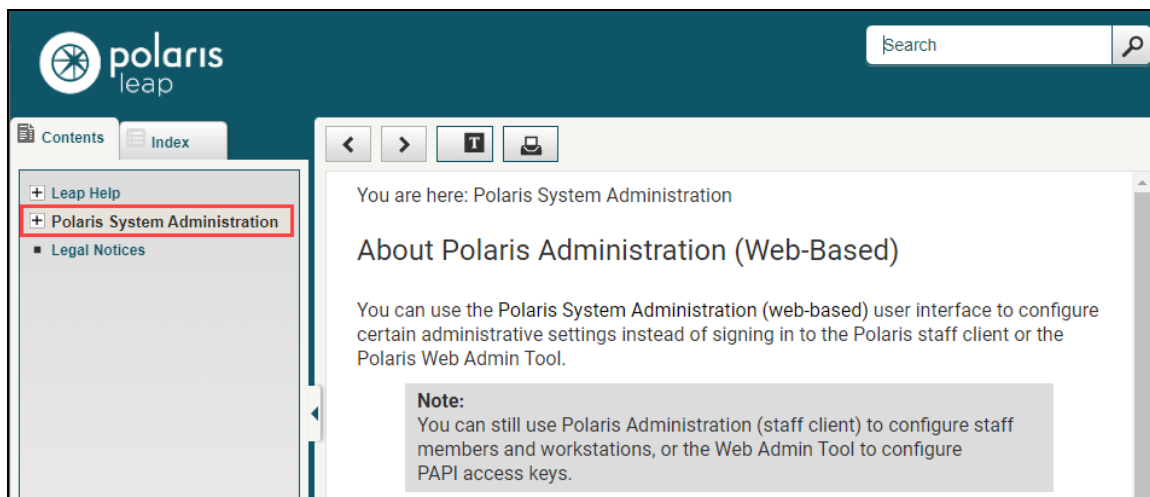 polaris
leap
Search
Contents
Index
T
Leap Help
Polaris System Administration
Legal Notices
You are here: Polaris System Administration
About Polaris Administration (Web-Based)
You can use the Polaris System Administration (web-based) user interface to configure
certain administrative settings instead of signing in to the Polaris staff client or the
Polaris Web Admin Tool.
Note:
You can still use Polaris Administration (staff client) to configure staff
members and workstations, or the Web Admin Tool to configure
PAPI access keys.